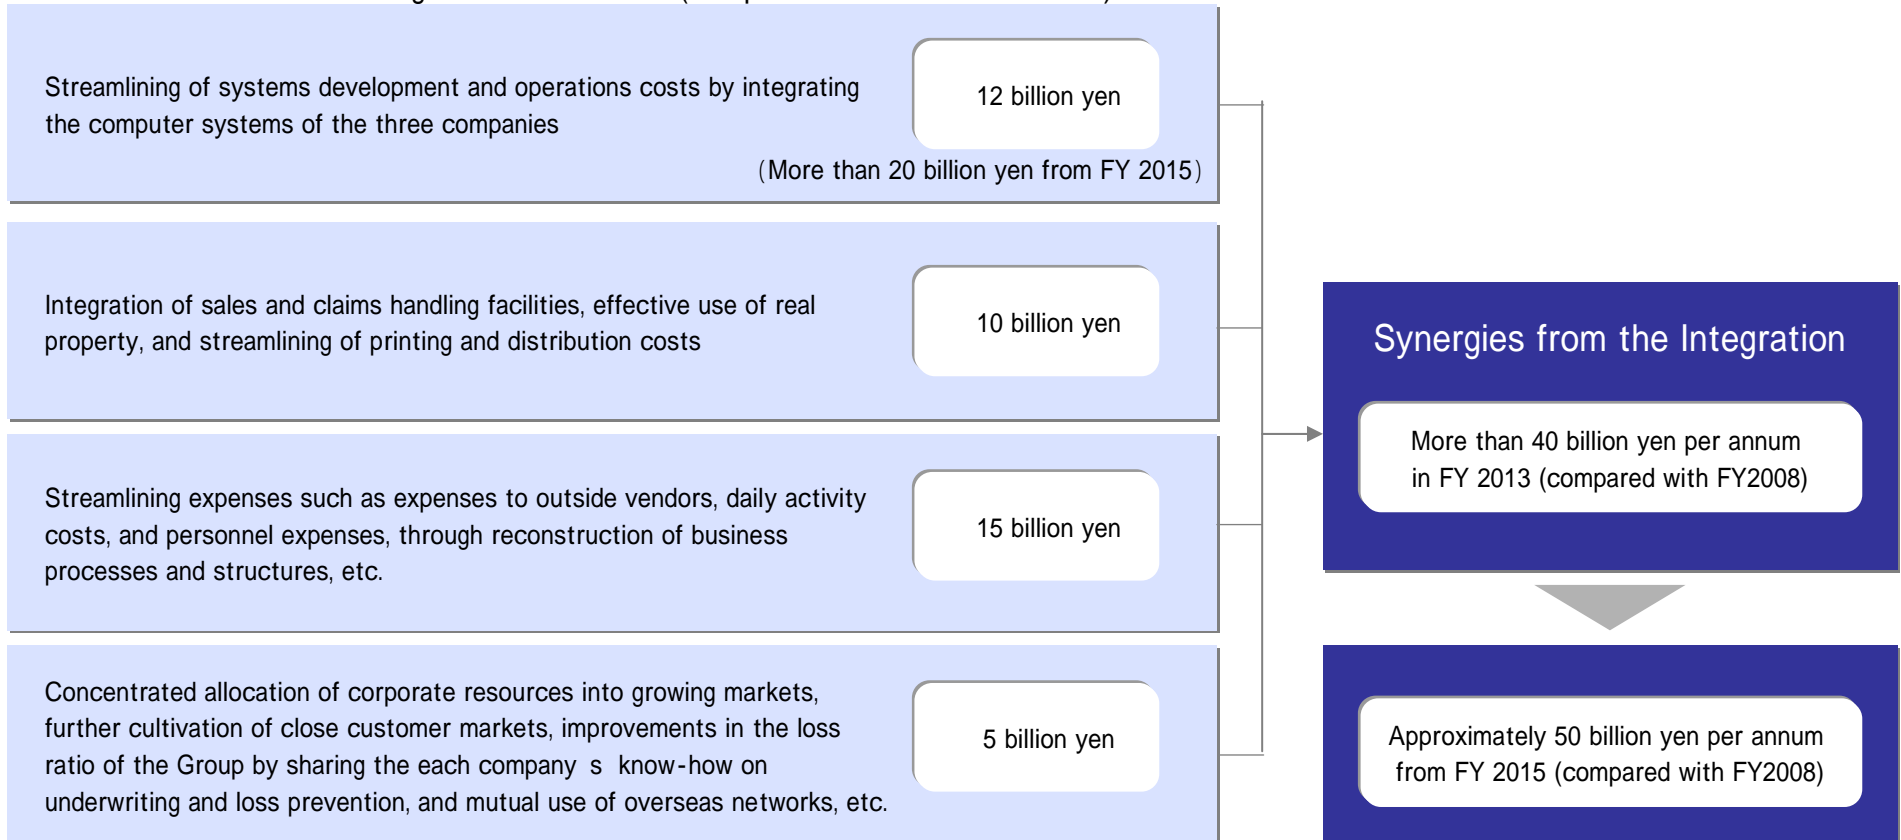 Streamlining of systems development and operations costs by integrating
the computer systems of the three companies
12 billion yen
(More than 20 billion yen from FY 2015)
Integration of sales and claims handling facilities, effective use of real
property, and streamlining of printing and distribution costs
10 billion yen
Streamlining expenses such as expenses to outside vendors, daily activity
costs, and personnel expenses, through reconstruction of business
processes and structures, etc.
15 billion yen
Concentrated allocation of corporate resources into growing markets,
further cultivation of close customer markets, improvements in the loss
ratio of the Group by sharing the each company s know-how on
underwriting and loss prevention, and mutual use of overseas networks, etc.
5 billion yen
Synergies from the Integration
More than 40 billion yen per annum
in FY 2013 (compared with FY2008)
Approximately 50 billion yen per annum
from FY 2015 (compared with FY2008)